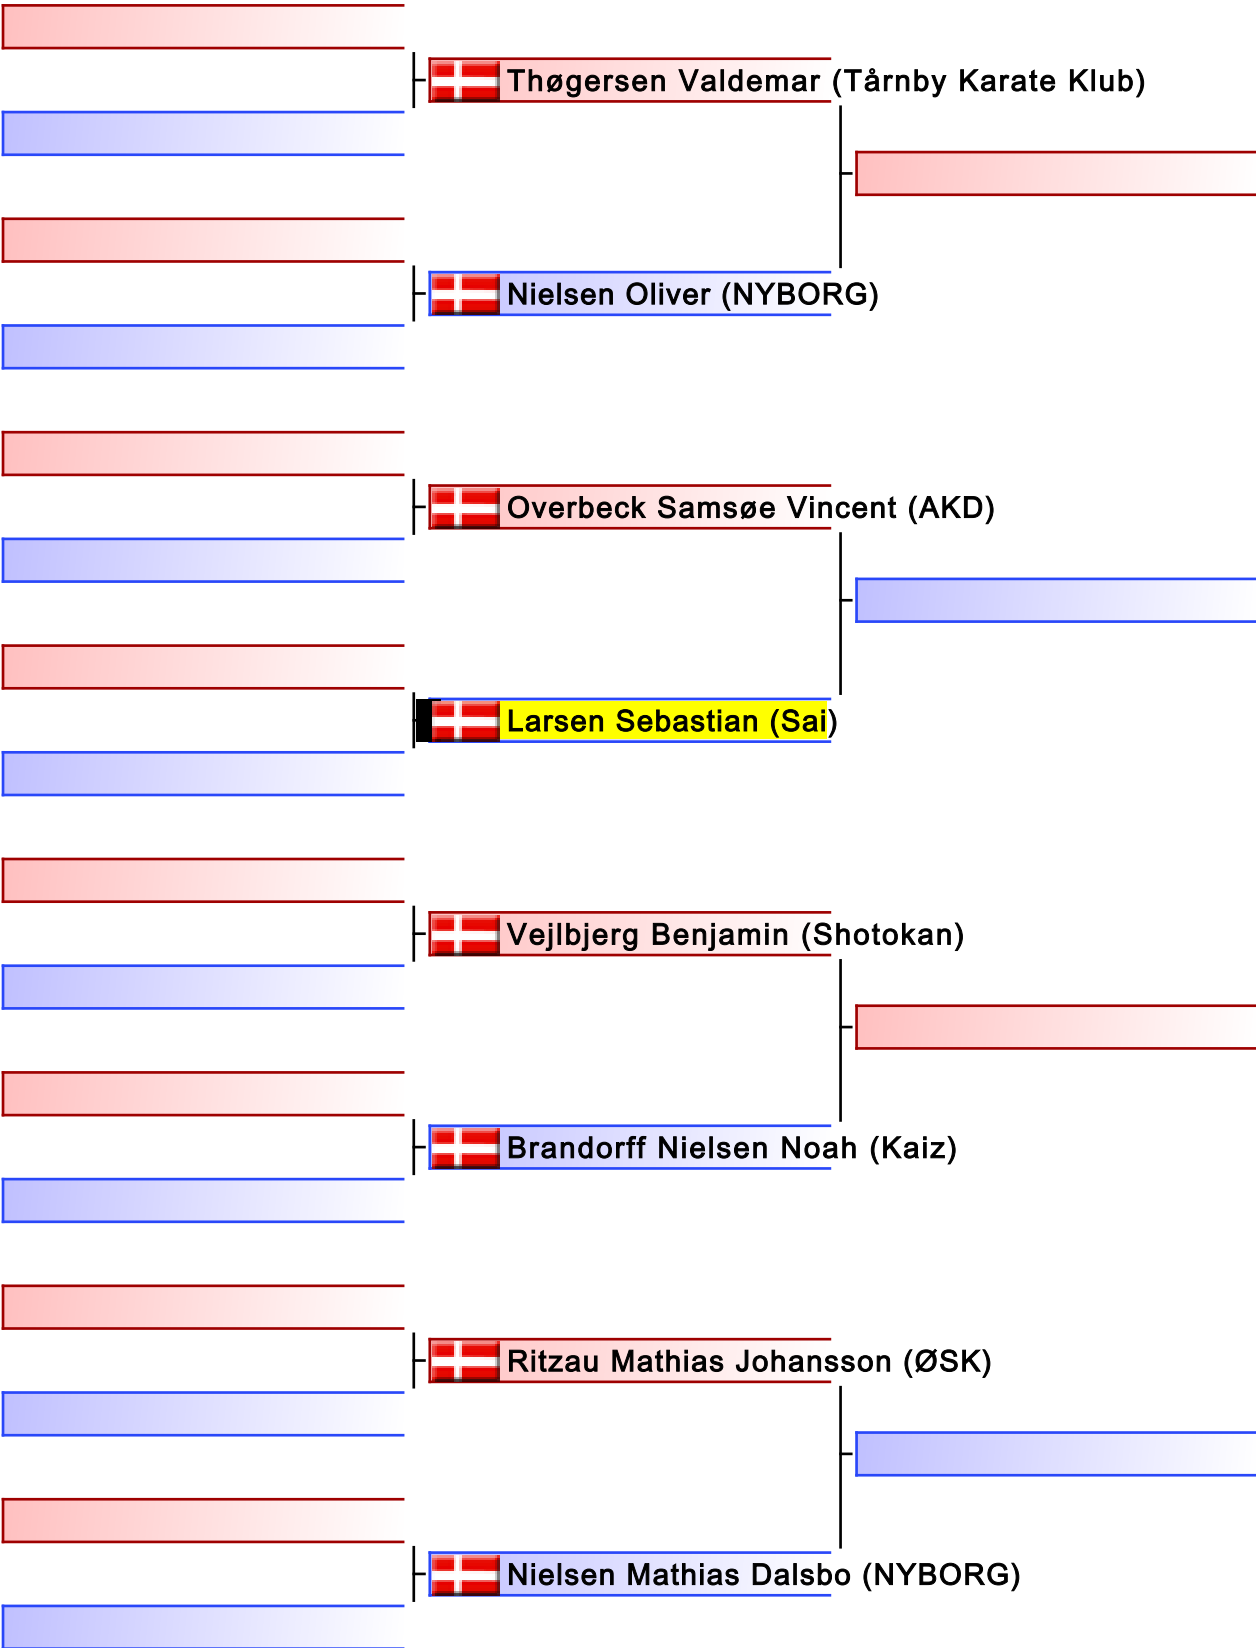 Thøgersen Valdemar (Tårnby Karate Klub)
Nielsen Oliver (NYBORG)
Overbeck Samsøe Vincent (AKD)
Larsen Sebastian (Sai)
Vejlbjerg Benjamin (Shotokan)
Brandorff Nielsen Noah (Kaiz)
Ritzau Mathias Johansson (ØSK)
Nielsen Mathias Dalsbo (NYBORG)